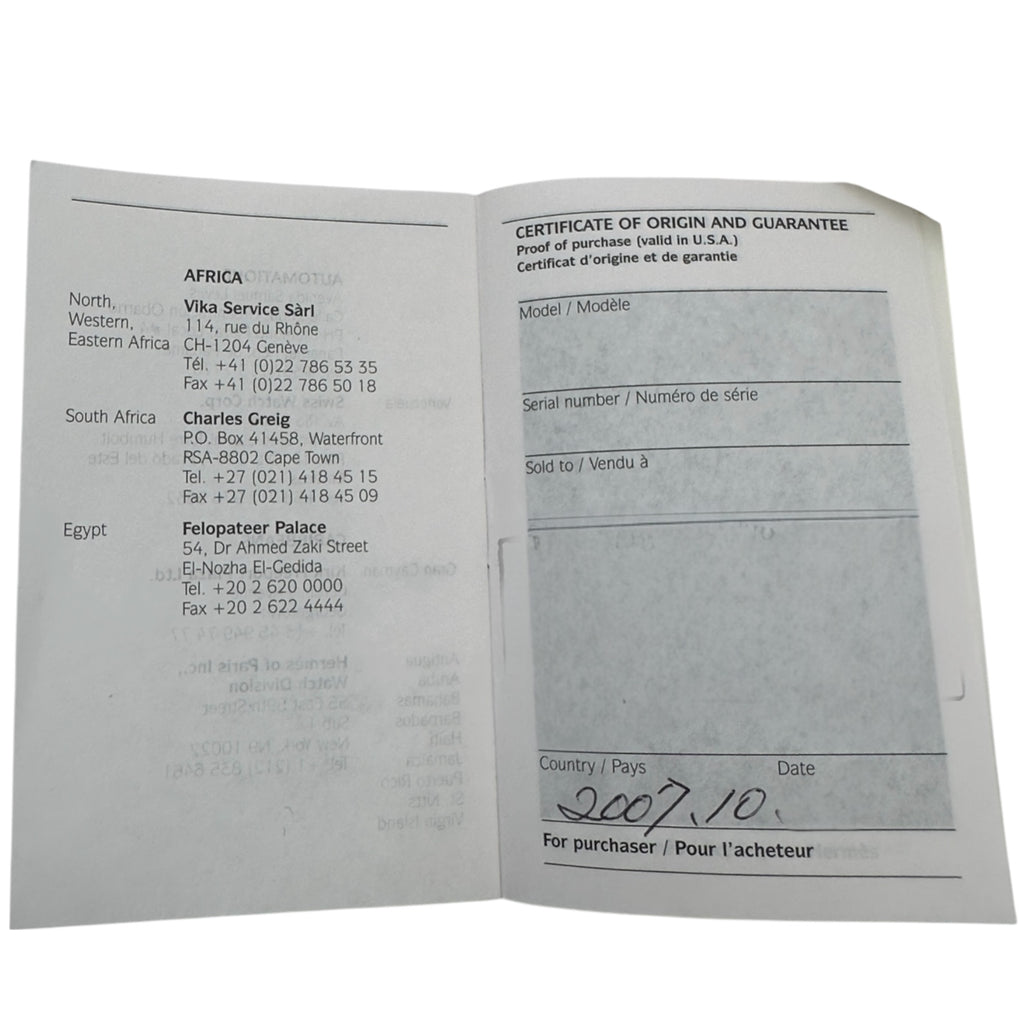 AFRICA
North,
Western,
Eastern Africa
Vika Service Sàrl
114, rue du Rhône
CH-1204 Genève
Tél. +41 (0)22 786 53 35
Fax +41 (0)22 786 50 18
South Africa
Charles Greig
P.O. Box 41458, Waterfront
RSA-8802 Cape Town
Tel. +27 (021) 418 45 15
Fax +27 (021) 418 45 09
Egypt
Felopateer Palace
54, Dr Ahmed Zaki Street
El-Nozha El-Gedida
Tel. +20 2 620 0000
Fax +20 2 622 4444
CERTIFICATE OF ORIGIN AND GUARANTEE
Proof of purchase (valid in U.S.A.)
Certificat d'origine et de garantie
Model / Modèle
Serial number / Numéro de série
Sold to / Vendu à
Country / Pays Date
2007.10.
For purchaser / Pour l'acheteur